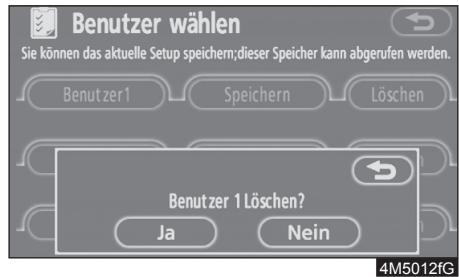 Benutzer wählen
Sie können das aktuelle Setup speichern;dieser Speicher kann abgerufen werden.
Benutzer1 Speichern Löschen
Benutzer 1 Löschen?
Ja Nein
4M5012fG